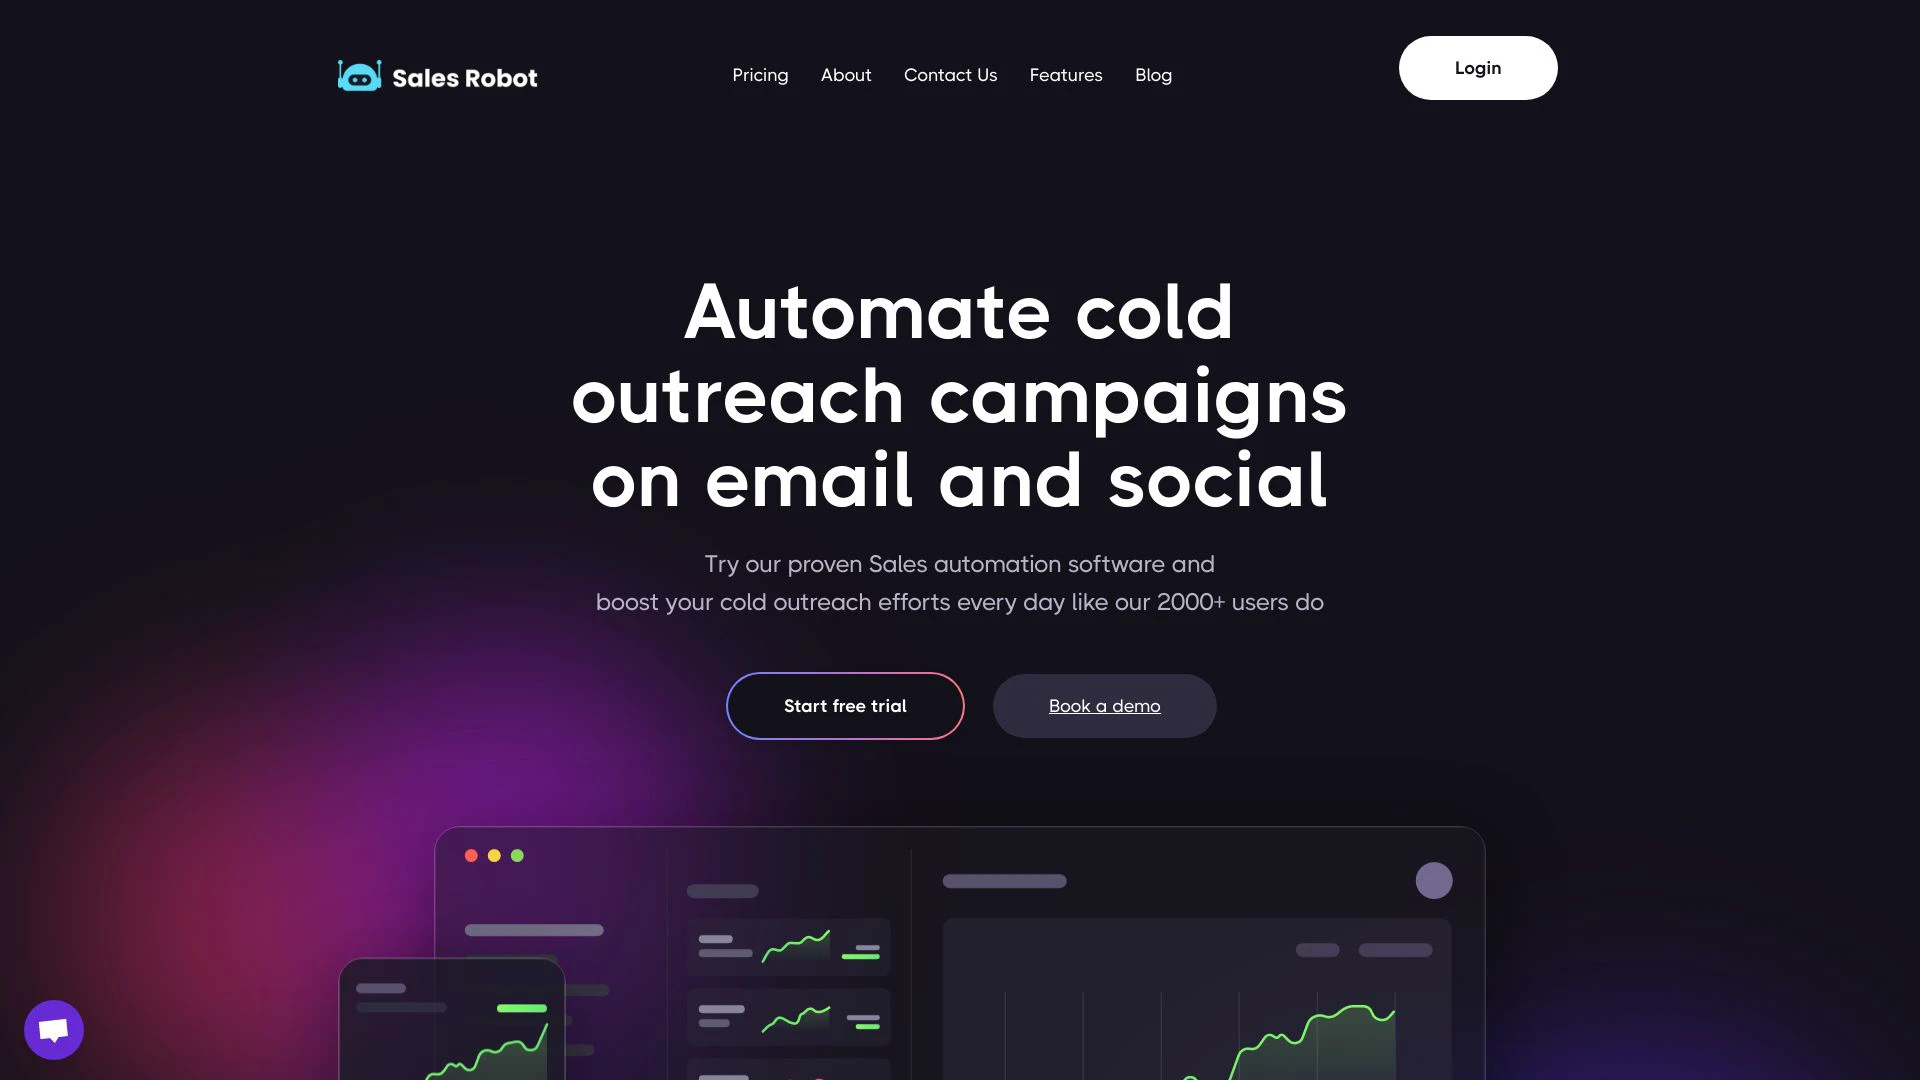 Sales Robot
Pricing
About
Contact Us
Features
Blog
Login
Automate cold
outreach campaigns
on email and social
Try our proven Sales automation software and
boost your cold outreach efforts every day like our 2000+ users do
Start free trial
Book a demo